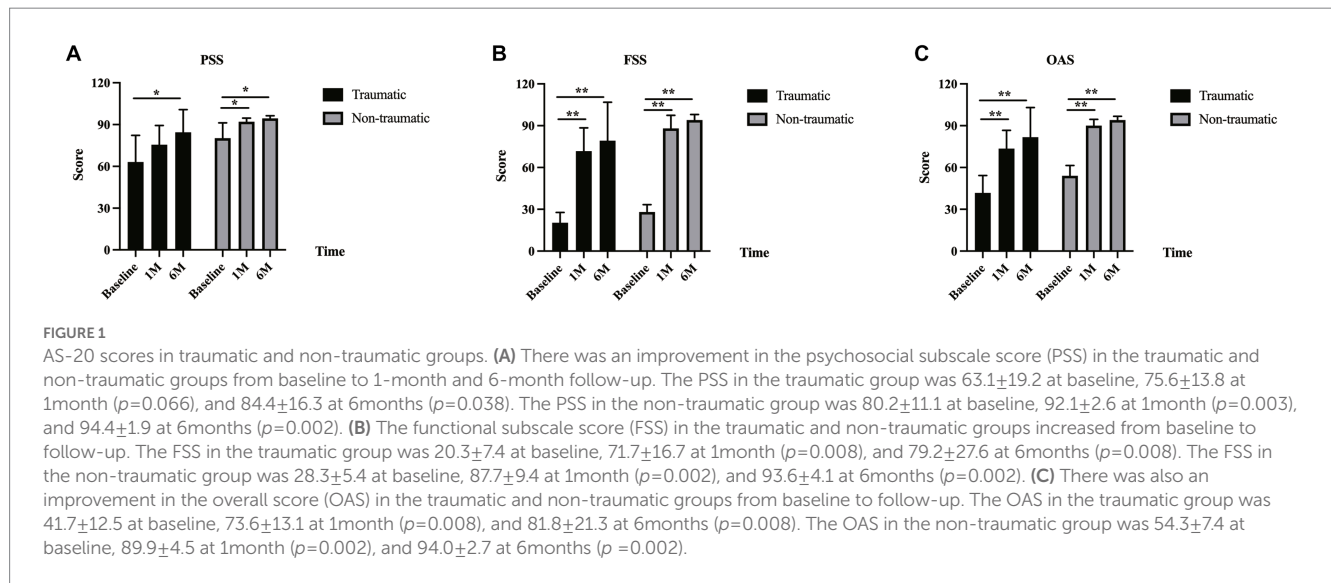 A
PSS
* 
* *
120
90
60
30
0
Score
Baseline 1M 6M Baseline 1M 6M
Time
Traumatic
Non-traumatic
B
FSS
** **
** **
120
90
60
30
0
Score
Baseline 1M 6M Baseline 1M 6M
Time
Traumatic
Non-traumatic
C
OAS
** **
** **
120
90
60
30
0
Score
Baseline 1M 6M Baseline 1M 6M
Time
Traumatic
Non-traumatic
FIGURE 1
AS-20 scores in traumatic and non-traumatic groups. (A) There was an improvement in the psychosocial subscale score (PSS) in the traumatic and
non-traumatic groups from baseline to 1-month and 6-month follow-up. The PSS in the traumatic group was 63.1±19.2 at baseline, 75.6±13.8 at
1month (p=0.066), and 84.4±16.3 at 6months (p=0.038). The PSS in the non-traumatic group was 80.2±11.1 at baseline, 92.1±2.6 at 1month (p=0.003),
and 94.4±1.9 at 6months (p=0.002). (B) The functional subscale score (FSS) in the traumatic and non-traumatic groups increased from baseline to
follow-up. The FSS in the traumatic group was 20.3±7.4 at baseline, 71.7±16.7 at 1month (p=0.008), and 79.2±27.6 at 6months (p=0.008). The FSS in
the non-traumatic group was 28.3±5.4 at baseline, 87.7±9.4 at 1month (p=0.002), and 93.6±4.1 at 6months (p=0.002). (C) There was also an
improvement in the overall score (OAS) in the traumatic and non-traumatic groups from baseline to follow-up. The OAS in the traumatic group was
41.7±12.5 at baseline, 73.6±13.1 at 1month (p=0.008), and 81.8±21.3 at 6months (p=0.008). The OAS in the non-traumatic group was 54.3±7.4 at
baseline, 89.9±4.5 at 1month (p=0.002), and 94.0±2.7 at 6months (p =0.002).